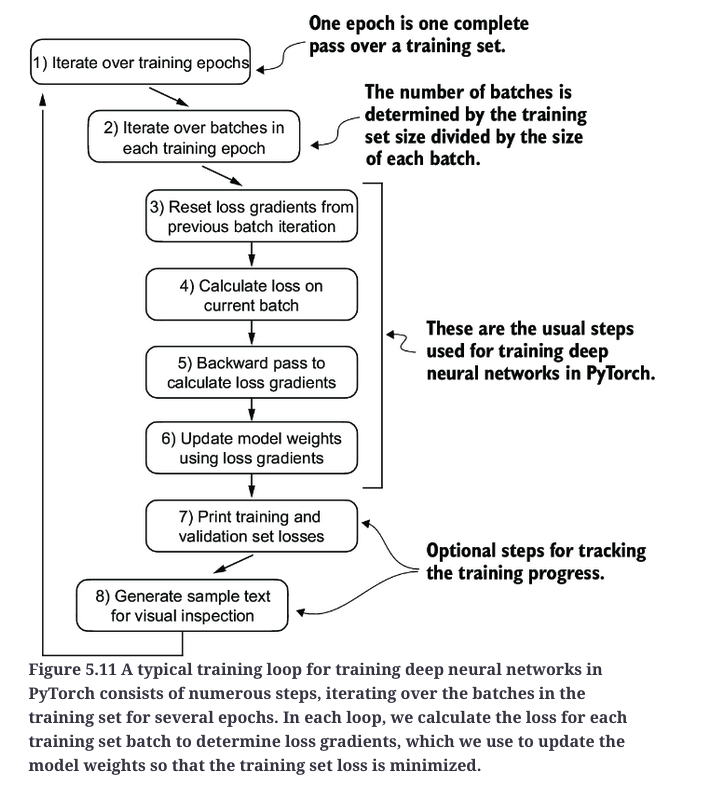 One epoch is one complete
pass over a training set.
1) Iterate over training epochs
The number of batches is
determined by the training
set size divided by the size
of each batch.
2) Iterate over batches in
each training epoch
3) Reset loss gradients from
previous batch iteration
4) Calculate loss on
current batch
These are the usual steps
used for training deep
neural networks in PyTorch.
5) Backward pass to
calculate loss gradients
6) Update model weights
using loss gradients
7) Print training and
validation set losses
Optional steps for tracking
the training progress.
8) Generate sample text
for visual inspection
Figure 5.11 A typical training loop for training deep neural networks in
PyTorch consists of numerous steps, iterating over the batches in the
training set for several epochs. In each loop, we calculate the loss for each
training set batch to determine loss gradients, which we use to update the
model weights so that the training set loss is minimized.